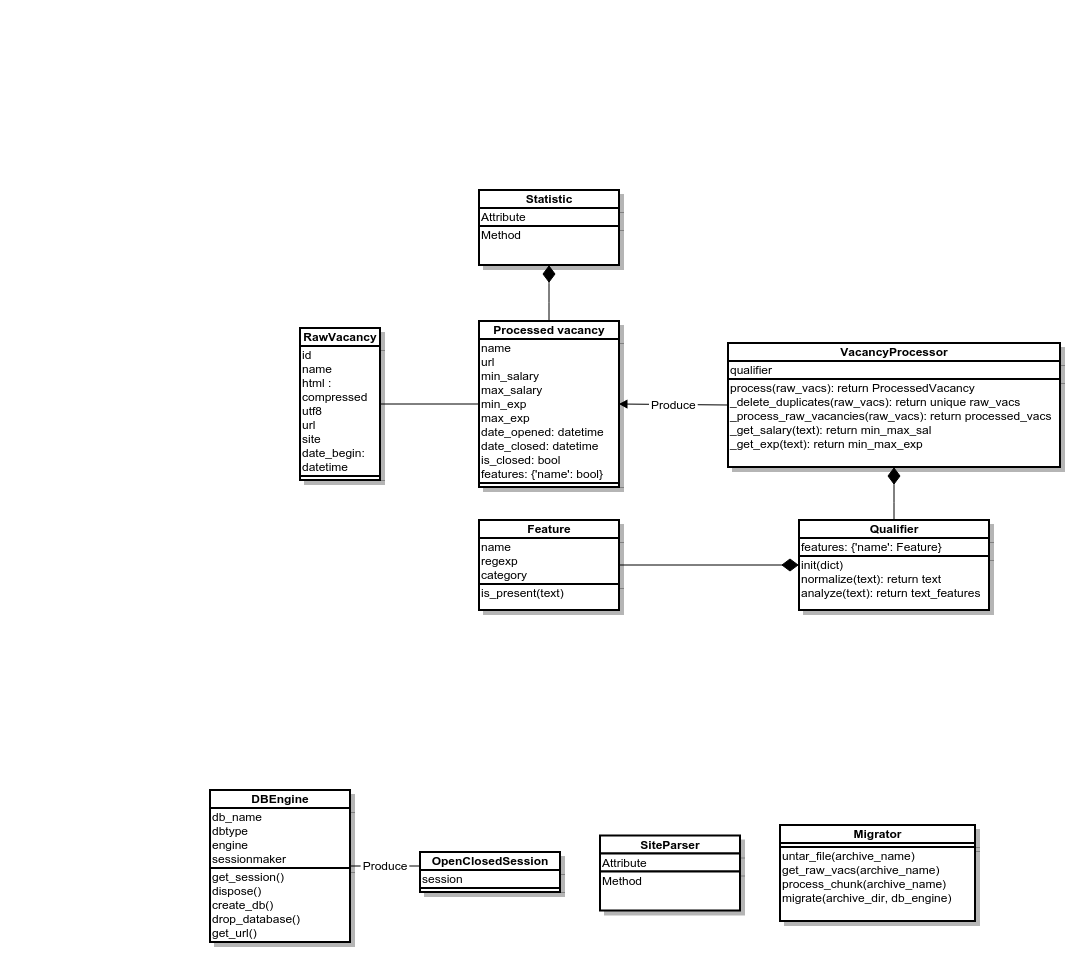 Statistic
Attribute
Method
RawVacancy
id
name
html :
compressed
utf8
url
site
date_begin:
datetime
Processed vacancy
name
url
min_salary
max_salary
min_exp
max_exp
date_opened: datetime
date_closed: datetime
is_closed: bool
features: {'name': bool}
Produce
VacancyProcessor
qualifier
process(raw_vacs): return ProcessedVacancy
_delete_duplicates(raw_vacs): return unique raw_vacs
_process_raw_vacancies(raw_vacs): return processed_vacs
_get_salary(text): return min_max_sal
_get_exp(text): return min_max_exp
Feature
name
regexp
category
is_present(text)
Qualifier
features: {'name': Feature}
init(dict)
normalize(text): return text
analyze(text): return text_features
DBEngine
db_name
dbtype
engine
sessionmaker
get_session()
dispose()
create_db()
drop_database()
get_url()
Produce
OpenClosedSession
session
SiteParser
Attribute
Method
Migrator
untar_file(archive_name)
get_raw_vacs(archive_name)
process_chunk(archive_name)
migrate(archive_dir, db_engine)